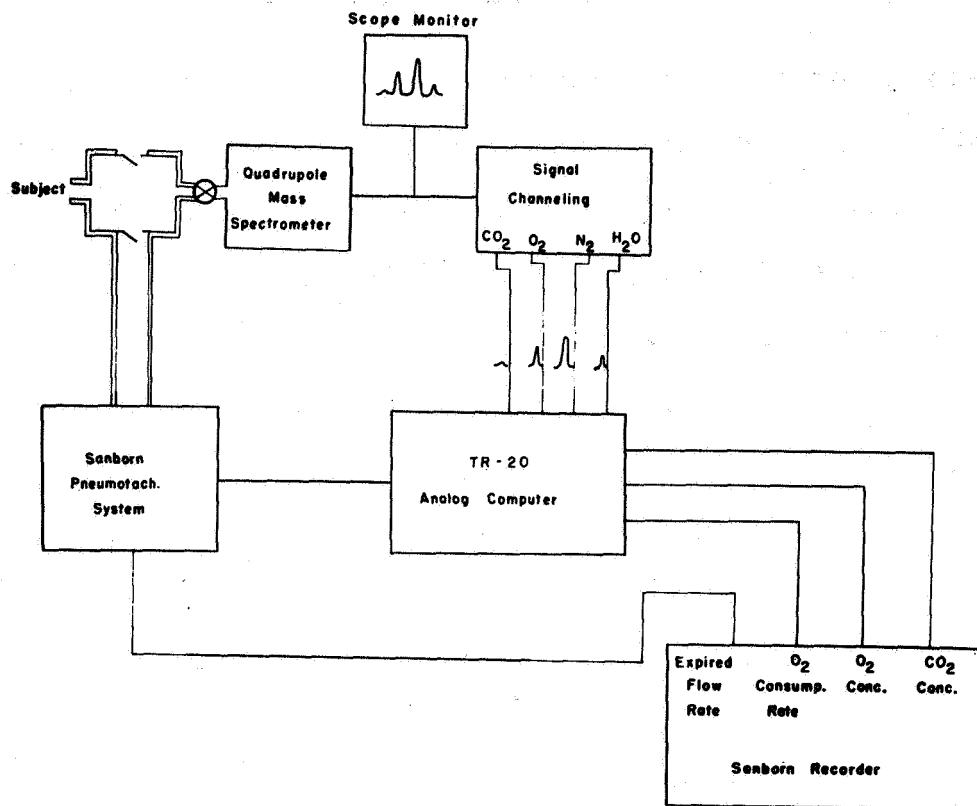 Scope Monitor
Subject
Quadrupole
Mass
Spectrometer
Signal
Channeling
CO2 O2 N2 H2O
Sanborn
Pneumotach.
System
TR-20
Analog Computer
Expired
Flow
Rate
O2
Consump.
Rate
O2
Conc.
CO2
Conc.
Sanborn Recorder